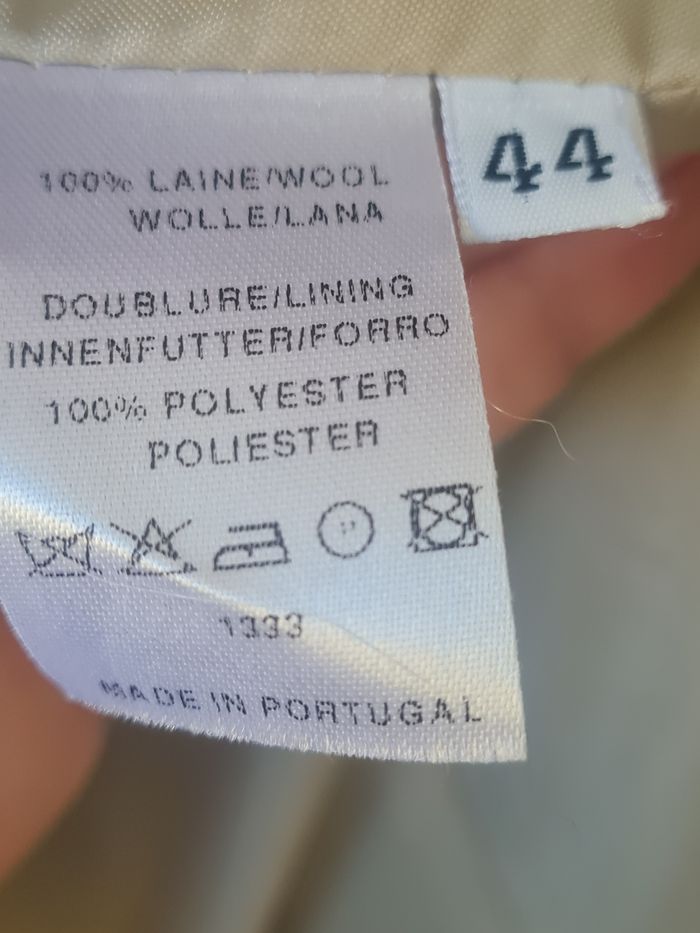 100% LAINE/WOOL
WOLLE/LANA
DOUBLURE/LINING
INNENFUTTER/FORRO
100% POLYESTER
POLIESTER
1333
MADE IN PORTUGAL
44